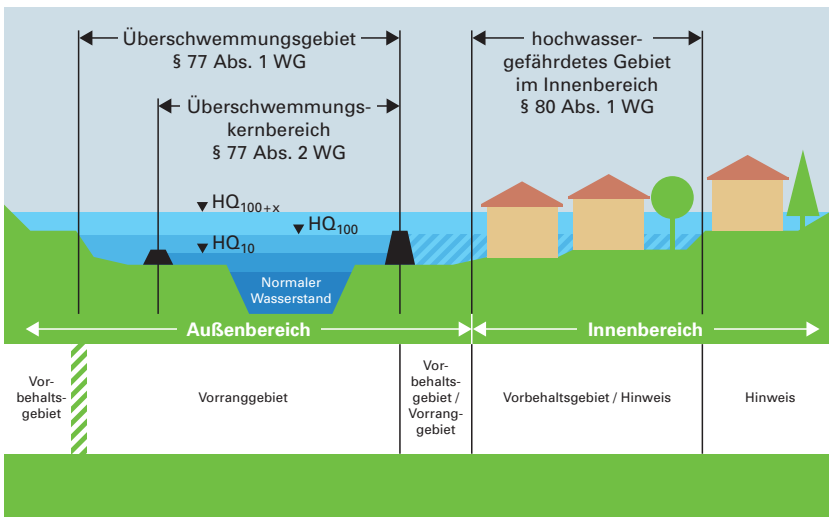 Überschwemmungsgebiet
§ 77 Abs. 1 WG
hochwasser-
gefährdetes Gebiet
im Innenbereich
§ 80 Abs. 1 WG
Überschwemmungs-
kernbereich
§ 77 Abs. 2 WG
HQ100+x
HQ100
HQ10
Normaler
Wasserstand
Außenbereich
Innenbereich
Vor-
behalts-
gebiet
Vorranggebiet
Vor-
behalts-
gebiet /
Vorrang-
gebiet
Vorbehaltsgebiet / Hinweis
Hinweis